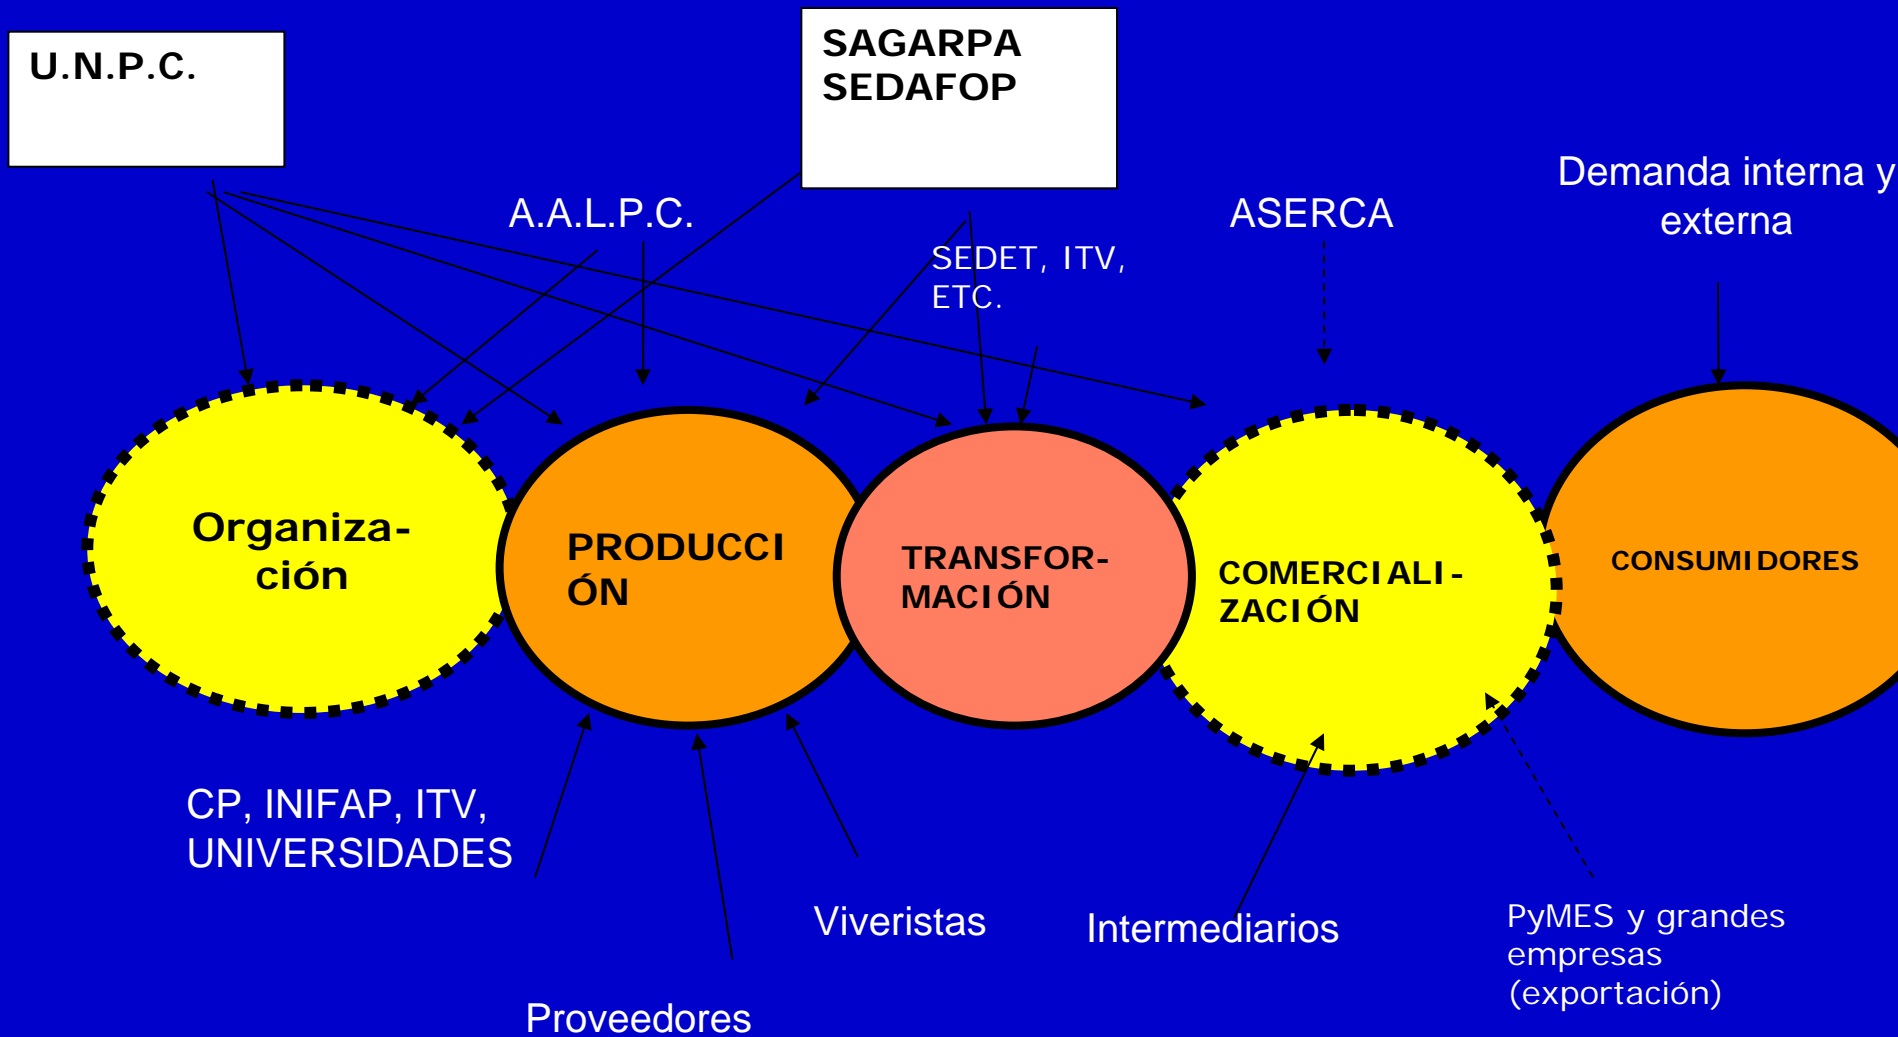 U.N.P.C.
SAGARPA
SEDAFOP
A.A.L.P.C.
SEDET, ITV,
ETC.
ASERCA
Demanda interna y
externa
Organiza-
ción
PRODUCCI
ÓN
TRANSFOR-
MACIÓN
COMERCIALI-
ZACIÓN
CONSUMIDORES
CP, INIFAP, ITV,
UNIVERSIDADES
Viveristas
Intermediarios
PyMES y grandes
empresas
(exportación)
Proveedores